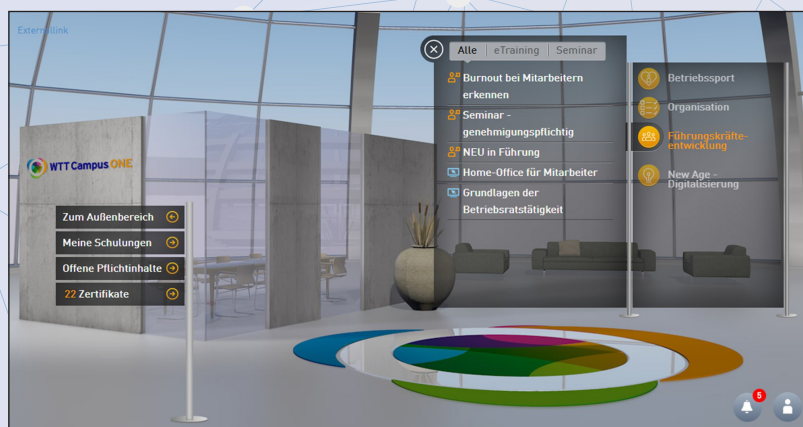 Externallink
Alle eTraining Seminar
Burnout bei Mitarbeitern
erkennen
Seminar -
genehmigungspflichtig
NEU in Führung
Home-Office für Mitarbeiter
Grundlagen der
Betriebsratstätigkeit
Betriebssport
Organisation
Führungskräfte-
entwicklung
New Age -
Digitalisierung
WTT Campus ONE
Zum Außenbereich
Meine Schulungen
Offene Pflichtinhalte
22 Zertifikate
5